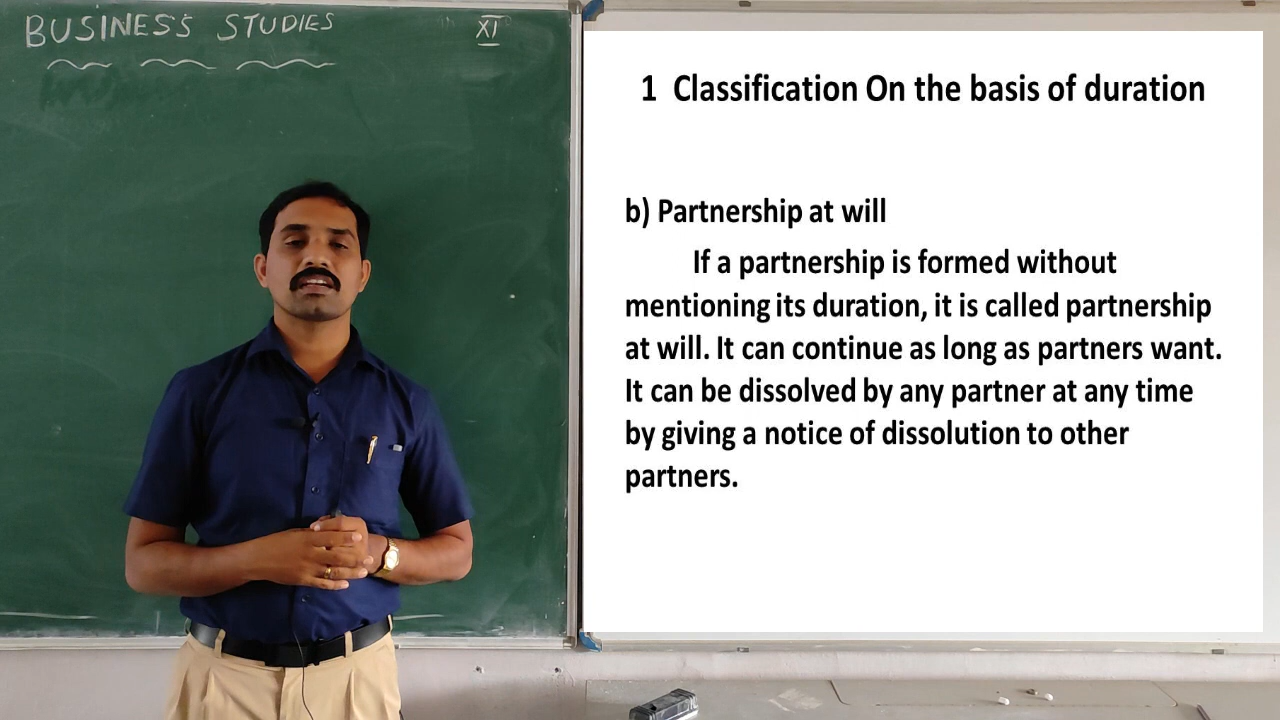 BUSINESS STUDIES
XI
1 Classification On the basis of duration
b) Partnership at will
If a partnership is formed without
mentioning its duration, it is called partnership
at will. It can continue as long as partners want.
It can be dissolved by any partner at any time
by giving a notice of dissolution to other
partners.